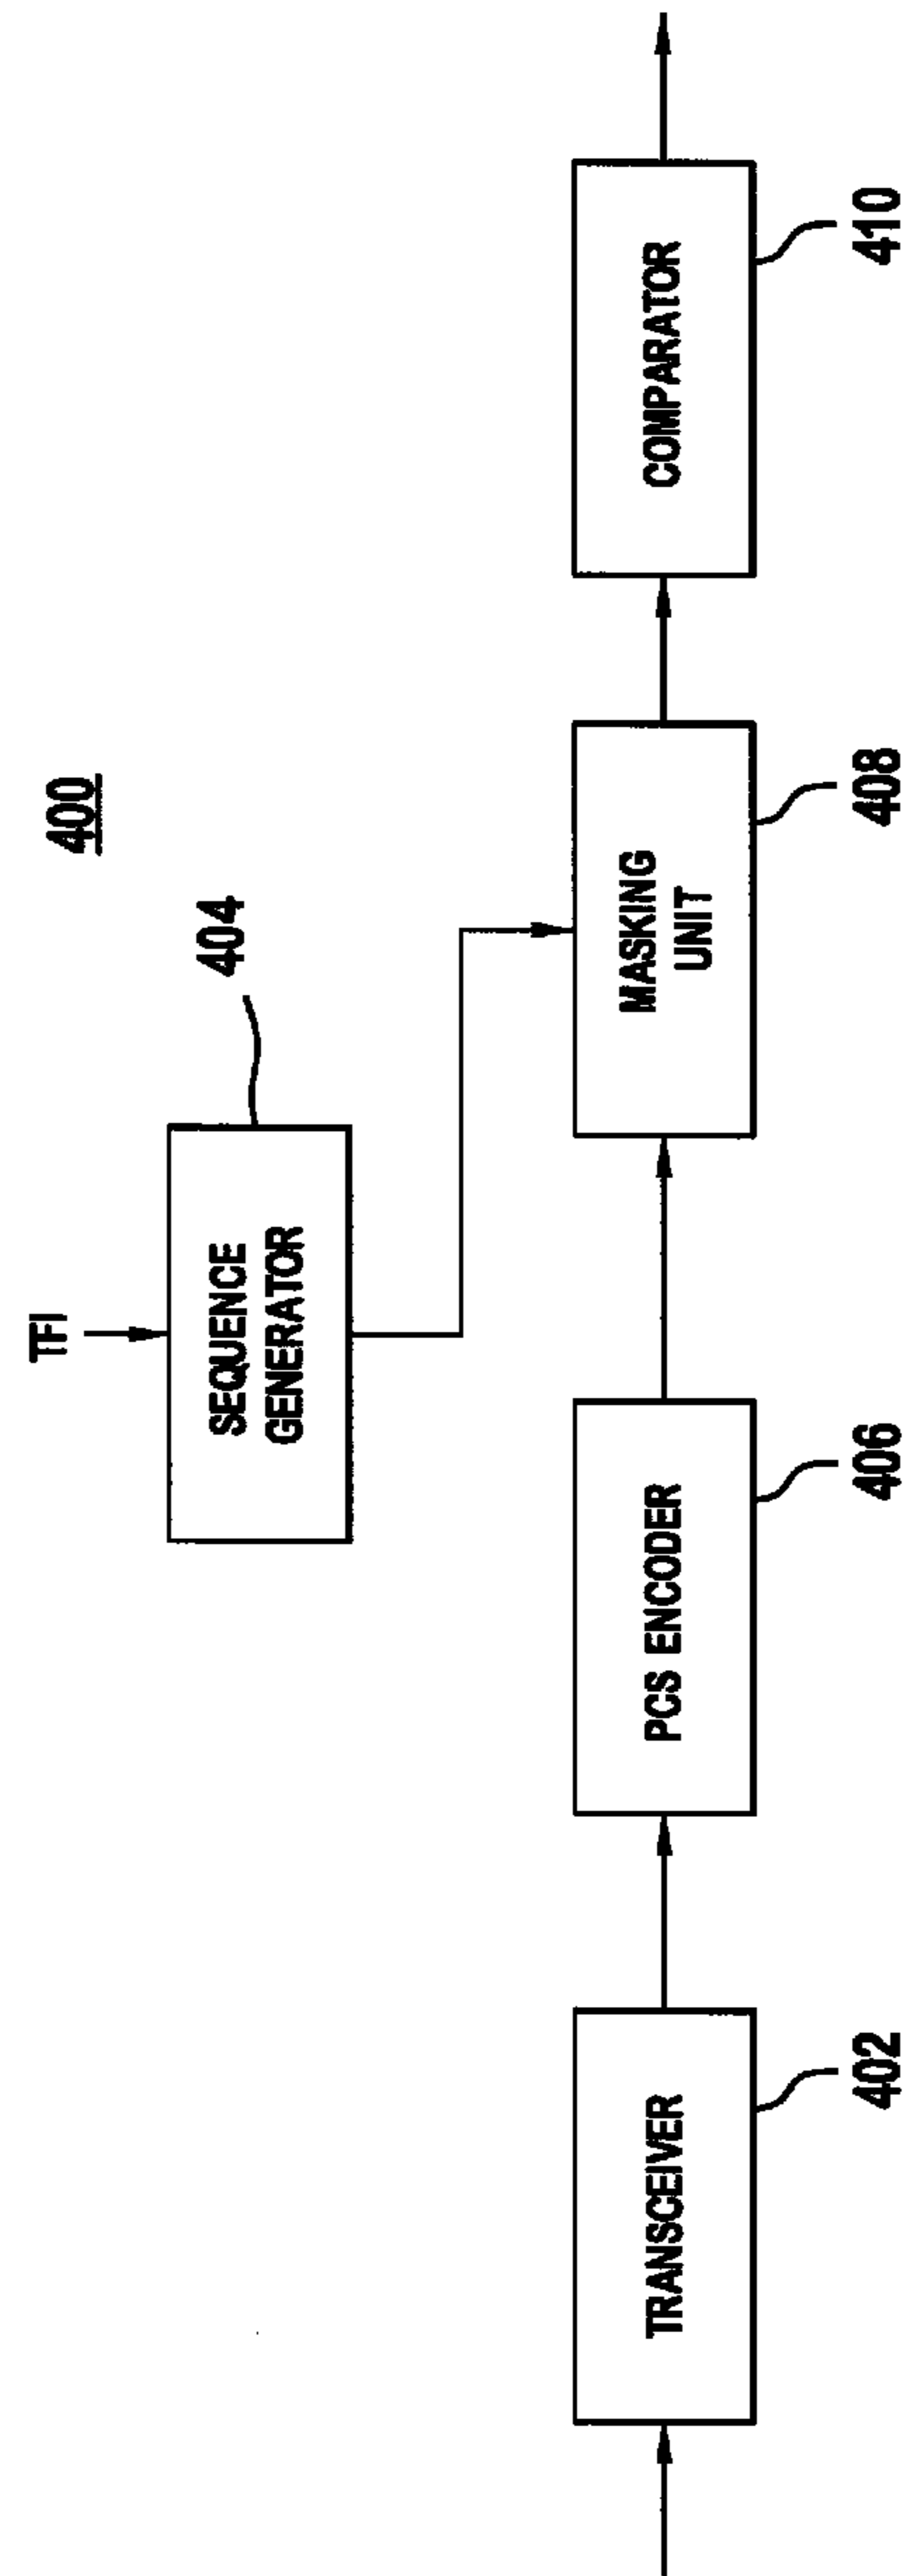 400
TFI
SEQUENCE
GENERATOR
404
TRANSCEIVER
402
PCS ENCODER
406
MASKING
UNIT
408
COMPARATOR
410